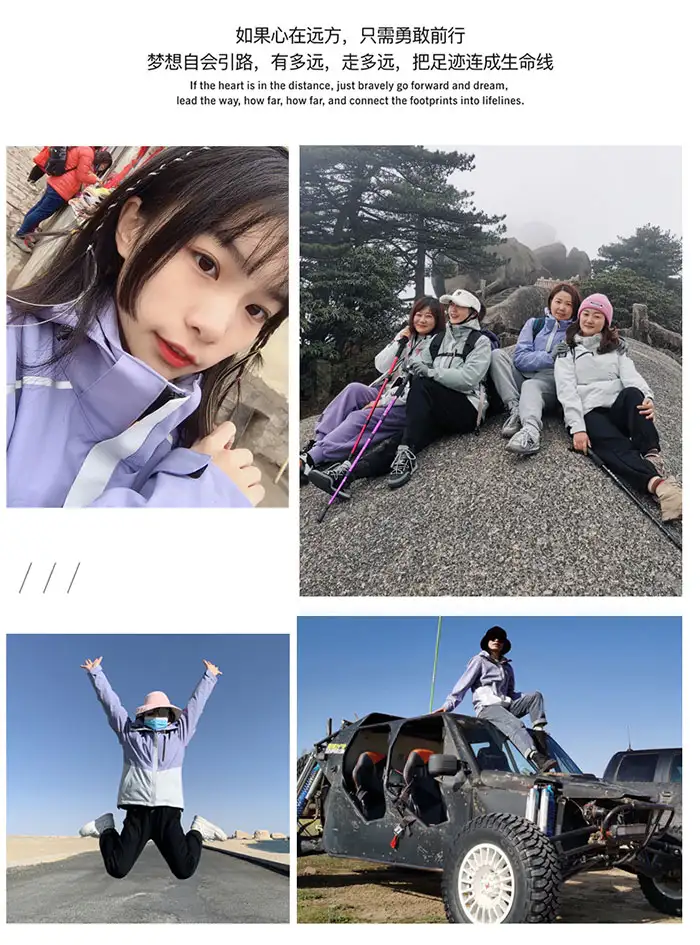 如果心在远方，只需勇敢前行
梦想自会引路，有多远，走多远，把足迹连成生命线
If the heart is in the distance, just bravely go forward and dream,
lead the way, how far, how far, and connect the footprints into lifelines.